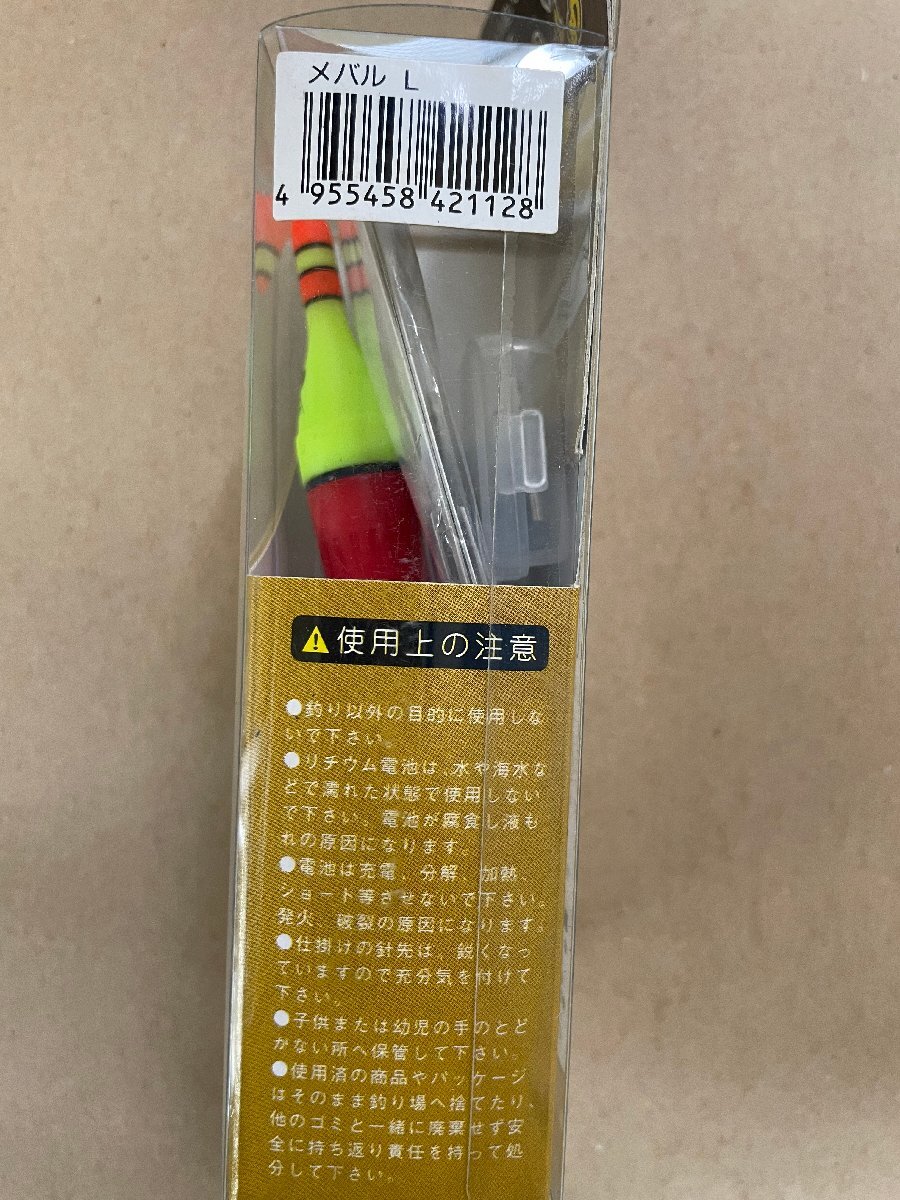 メバル L
4 955458 421128
使用上の注意
●釣り以外の目的に使用しな
いで下さい。
●リチウム電池は、水や海水な
どで濡れた状態で使用しない
で下さい。電池が腐食し液も
れの原因になります。
●電池は充電、分解、加熱、
ショート等させないで下さい。
発火、破裂の原因になります。
●仕掛けの針先は、鋭くなっ
ていますので充分気を付けて
下さい。
●子供または幼児の手のとど
かない所へ保管して下さい。
●使用済の商品やパッケージ
はそのまま釣り場へ捨てたり、
他のゴミと一緒に廃棄せず安
全に持ち返り責任を持って処
分して下さい。